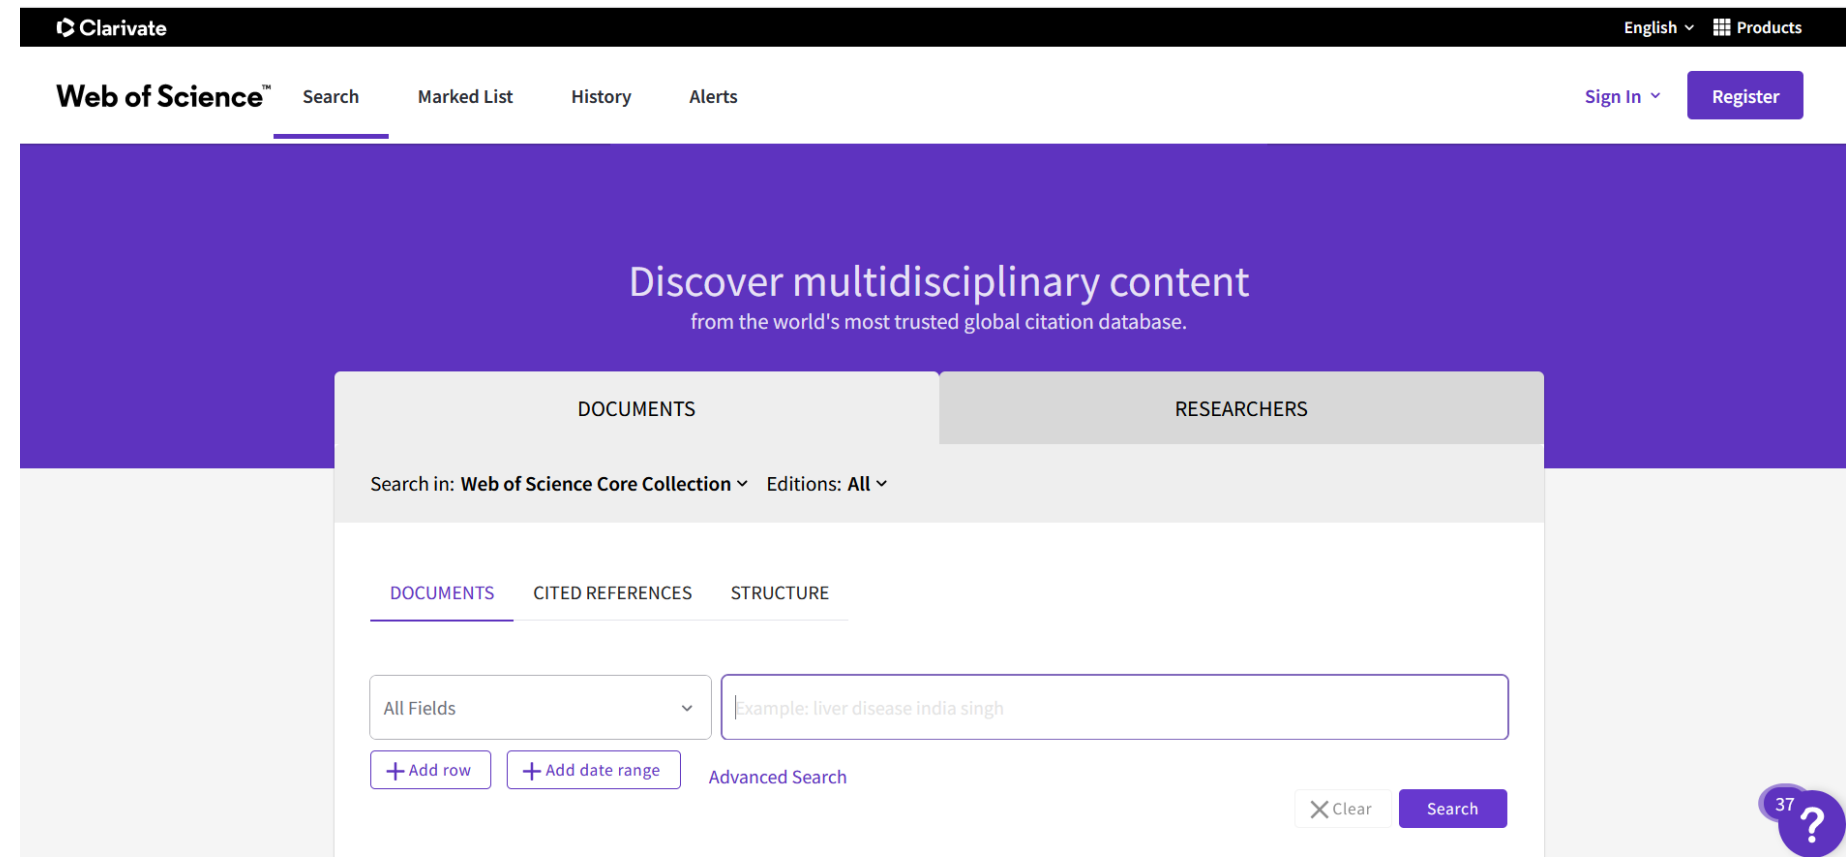 Clarivate
English
Products
Web of Science™
Search
Marked List
History
Alerts
Sign In
Register
Discover multidisciplinary content
from the world's most trusted global citation database.
DOCUMENTS
RESEARCHERS
Search in: Web of Science Core Collection
Editions: All
DOCUMENTS
CITED REFERENCES
STRUCTURE
All Fields
Example: liver disease india singh
+ Add row
+ Add date range
Advanced Search
Clear
Search
37
?